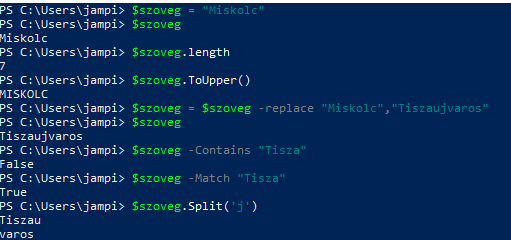 PS C:\Users\jampi> $szoveg = "Miskolc"
PS C:\Users\jampi> $szoveg
Miskolc
PS C:\Users\jampi> $szoveg.length
7
PS C:\Users\jampi> $szoveg.ToUpper()
MISKOLC
PS C:\Users\jampi> $szoveg = $szoveg -replace "Miskolc","Tiszaujvaros"
PS C:\Users\jampi> $szoveg
Tiszaujvaros
PS C:\Users\jampi> $szoveg -Contains "Tisza"
False
PS C:\Users\jampi> $szoveg -Match "Tisza"
True
PS C:\Users\jampi> $szoveg.Split('j')
Tiszau
varos